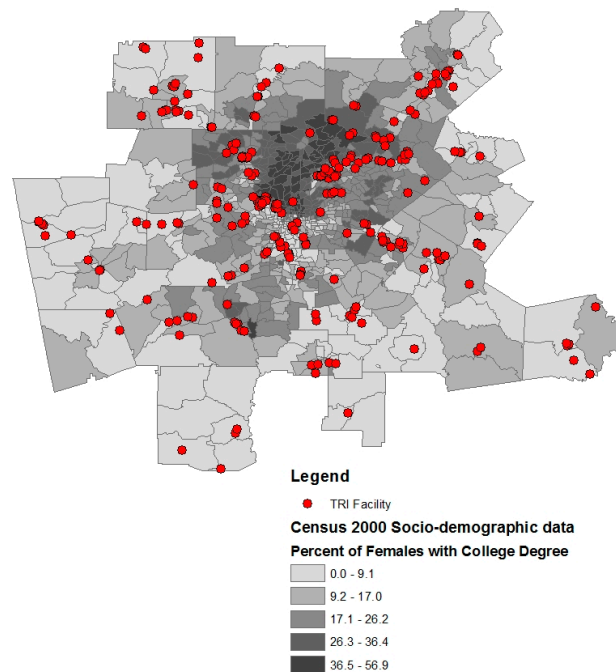 Legend
TRI Facility
Census 2000 Socio-demographic data
Percent of Females with College Degree
0.0 - 9.1
9.2 - 17.0
17.1 - 26.2
26.3 - 36.4
36.5 - 56.9